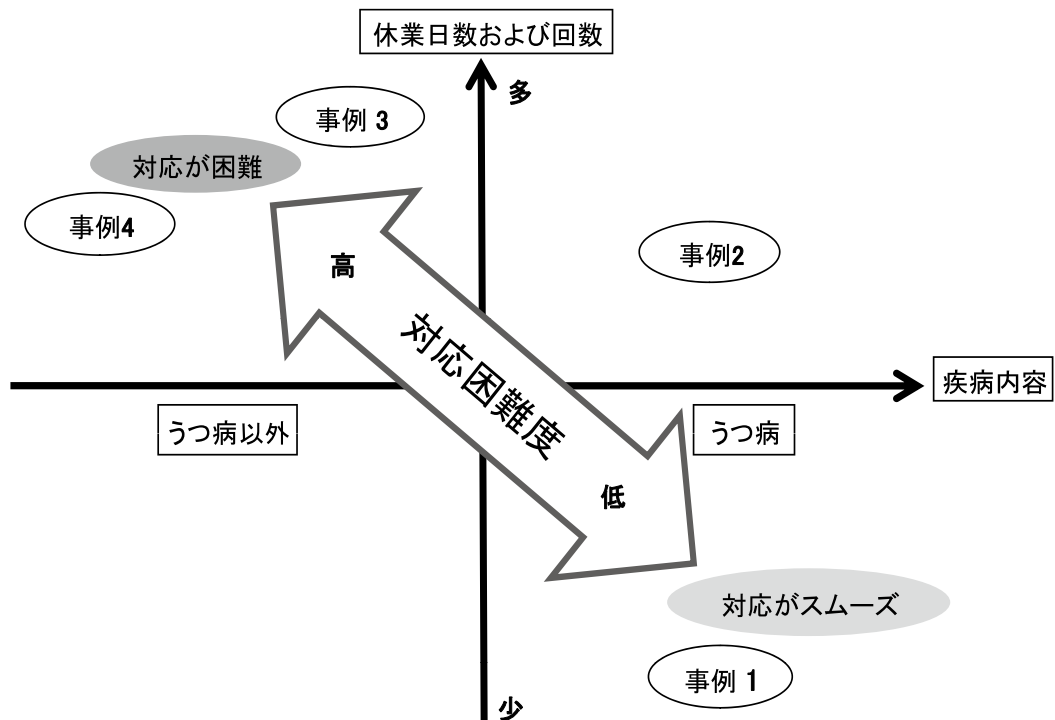 休業日数および回数
多
事例 3
対応が困難
事例4
事例2
高
対応困難度
疾病内容
うつ病以外
うつ病
低
対応がスムーズ
事例 1
少